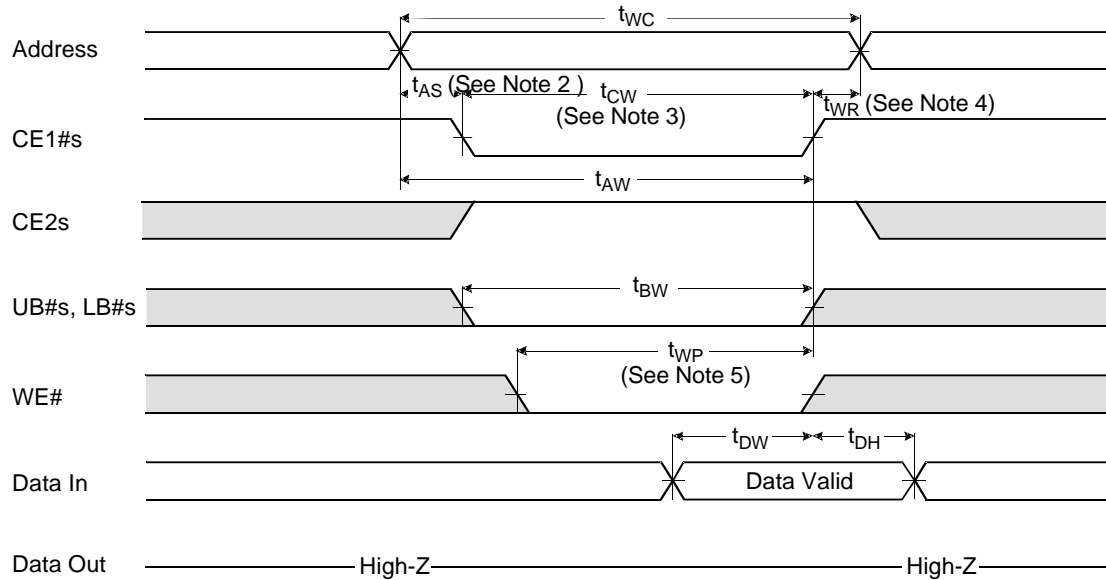 tWC
Address
tAS (See Note 2 )
tCW
(See Note 3)
tWR (See Note 4)
CE1#s
tAW
CE2s
tBW
UB#s, LB#s
tWP
(See Note 5)
WE#
tDW
tDH
Data In
Data Valid
Data Out
High-Z
High-Z